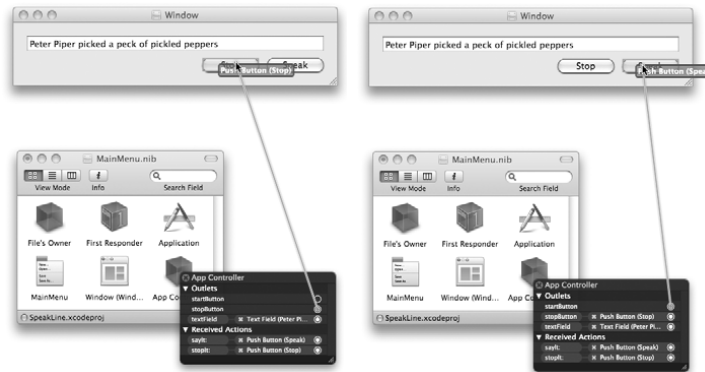 Window
Peter Piper picked a peck of pickled peppers
Push Button (Stop)
Speak
MainMenu.nib
View Mode Info Search Field
File's Owner First Responder Application
MainMenu Window (Wind... App Co
SpeakLine.xcodeproj
App Controller
Outlets
startButton
stopButton
textField Text Field (Peter Pi...
Received Actions
sayIt: Push Button (Speak)
stopIt: Push Button (Stop)
Window
Peter Piper picked a peck of pickled peppers
Stop
Push Button (Speak
MainMenu.nib
View Mode Info Search Field
File's Owner First Responder Application
MainMenu Window (Wind... App Co
SpeakLine.xcodeproj
App Controller
Outlets
startButton
stopButton Push Button (Stop)
textField Text Field (Peter Pi...
Received Actions
sayIt: Push Button (Speak)
stopIt: Push Button (Stop)